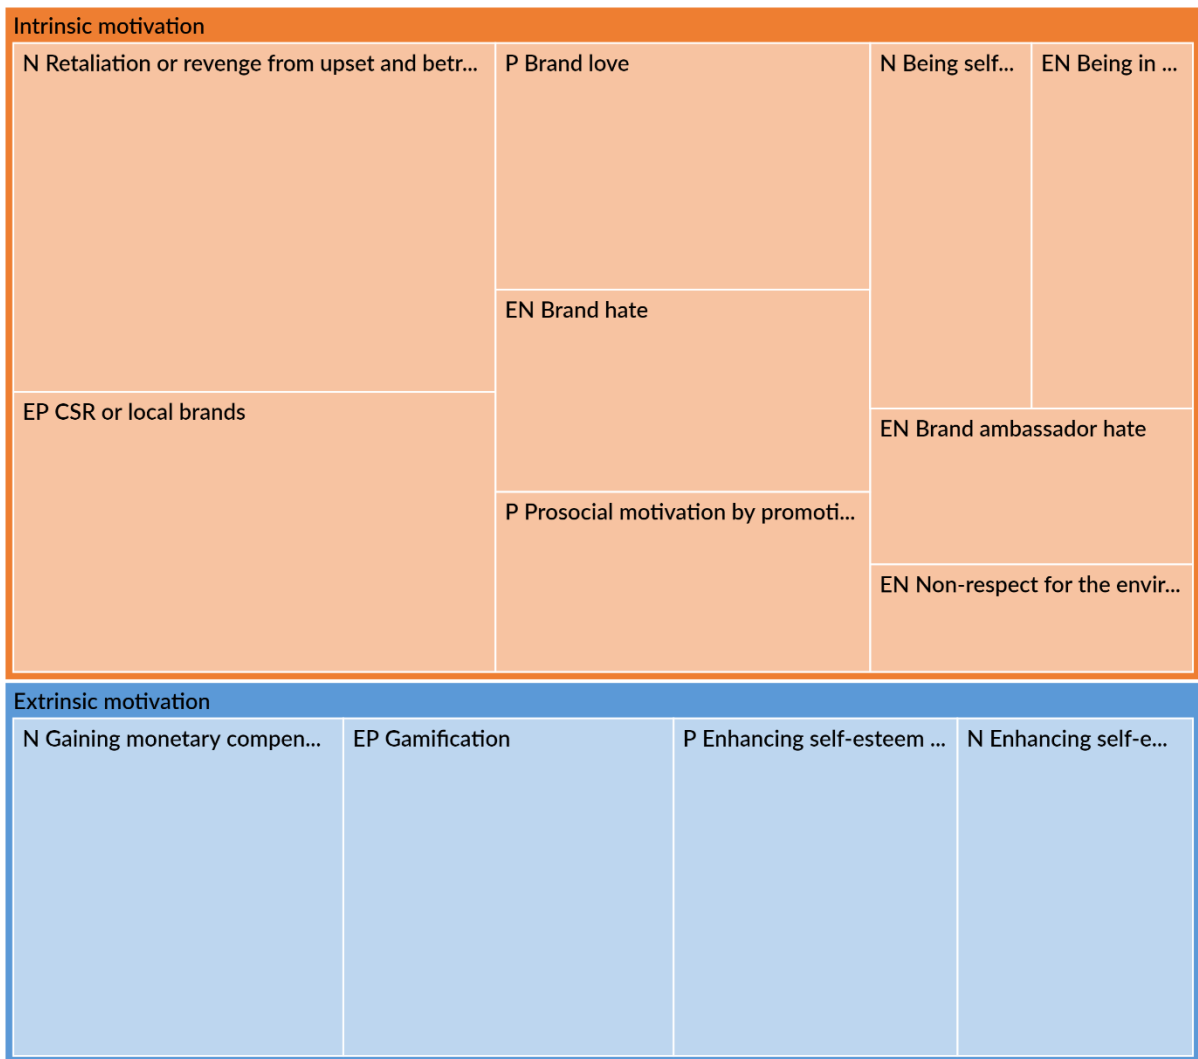 Intrinsic motivation
N Retaliation or revenge from upset and betr...
P Brand love
N Being self...
EN Being in ...
EN Brand hate
EP CSR or local brands
EN Brand ambassador hate
P Prosocial motivation by promoti...
EN Non-respect for the envir...
Extrinsic motivation
N Gaining monetary compen...
EP Gamification
P Enhancing self-esteem ...
N Enhancing self-e...